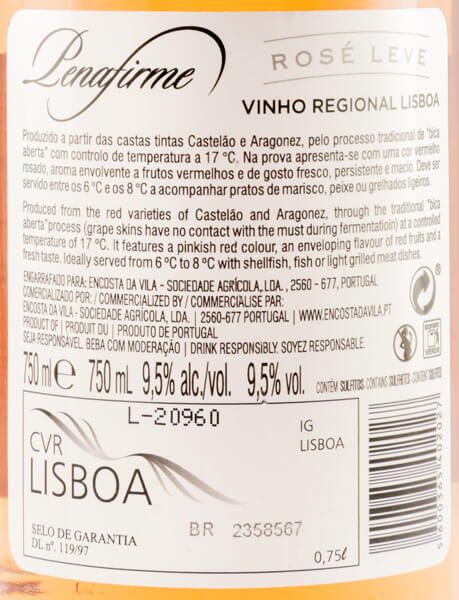 Penafirme
ROSÉ LEVE
VINHO REGIONAL LISBOA
Produzido a partir das castas tintas Castelão e Aragonez, pelo processo tradicional de "bica
aberta" com controlo de temperatura a 17 °C. Na prova apresenta-se com uma cor vermelho
rosado, aroma envolvente a frutos vermelhos e de gosto fresco, persistente e macio. Deve ser
servido entre os 6 °C e os 8 °C a acompanhar pratos de marisco, peixe ou grelhados ligeiros.
Produced from the red varieties of Castelão and Aragonez, through the traditional "bica
aberta" process (grape skins have no contact with the must during fermentatioin) at a controlled
temperature of 17 °C. It features a pinkish red colour, an enveloping flavour of red fruits and a
fresh taste. Ideally served from 6 °C to 8 °C with shellfish, fish or light grilled meat dishes.
ENGARRAFADO PARA: ENCOSTA DA VILA - SOCIEDADE AGRÍCOLA, LDA. , 2560 - 677, PORTUGAL
COMERCIALIZADO POR: / COMMERCIALIZED BY / COMMERCIALISE PAR:
ENCOSTA DA VILA - SOCIEDADE AGRÍCOLA, LDA. | 2560-677 PORTUGAL | WWW.ENCOSTADAVILA.PT
PRODUCT OF | PRODUIT DU | PRODUTO DE PORTUGAL
SEJA RESPONSÁVEL. BEBA COM MODERAÇÃO | DRINK RESPONSIBLY. SOYEZ RESPONSABLE.
750 ml e 750 mL 9,5% alc./vol. 9,5% vol. CONTÉM SULFITOS-CONTAINS SULPHITES-CONTIENT SULFITES
L-20960
CVR
LISBOA
IG
LISBOA
SELO DE GARANTIA
DL nº. 119/97
BR 2358567
0,75ℓ
5600365402027